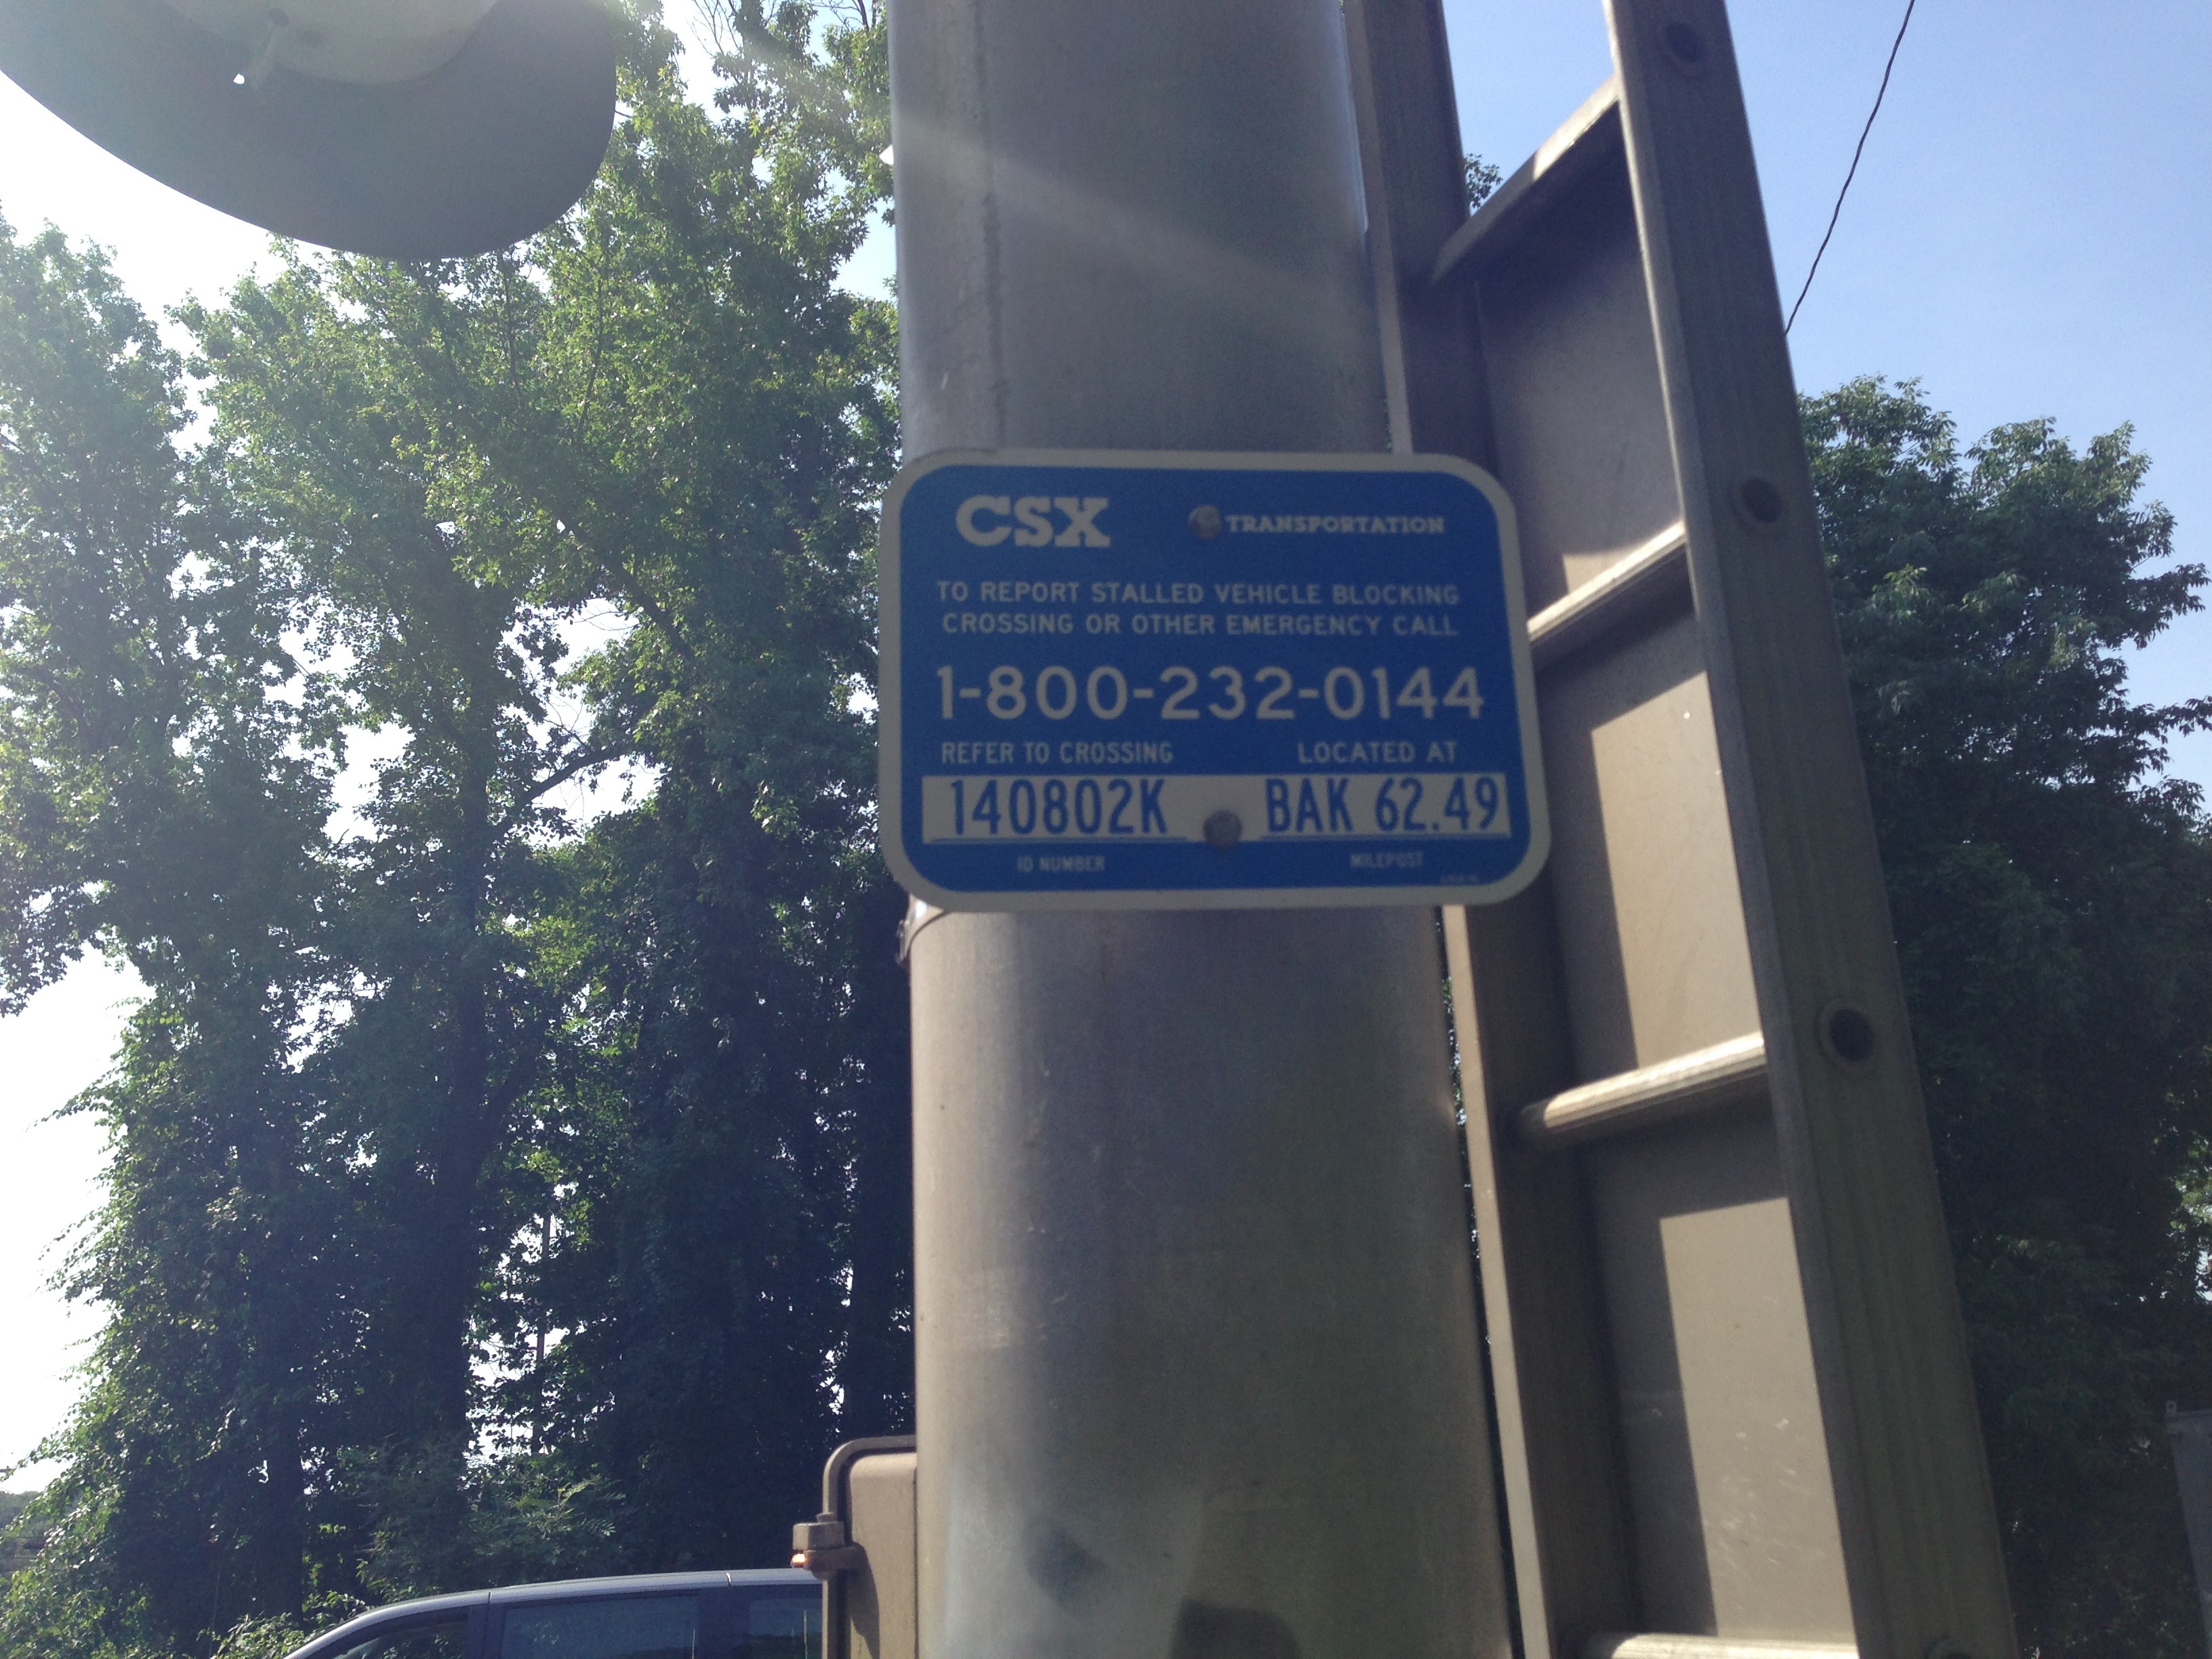 CSX TRANSPORTATION
TO REPORT STALLED VEHICLE BLOCKING
CROSSING OR OTHER EMERGENCY CALL
1-800-232-0144
REFER TO CROSSING LOCATED AT
140802K BAK 62.49
ID NUMBER MILEPOST